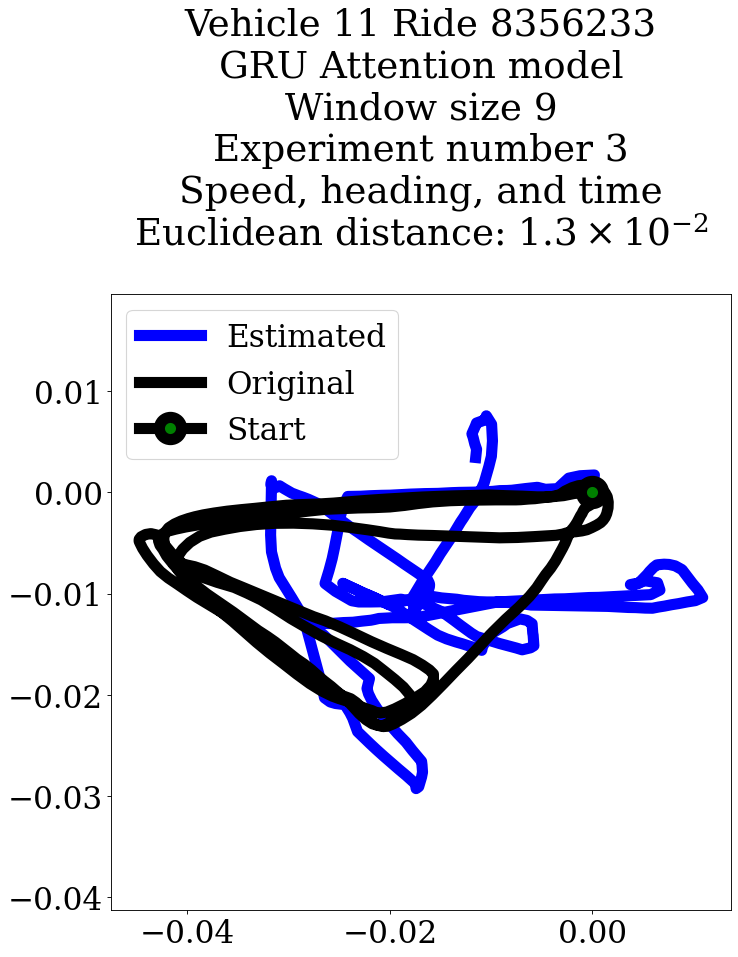 Vehicle 11 Ride 8356233
GRU Attention model
Window size 9
Experiment number 3
Speed, heading, and time
Euclidean distance: 1.3 × 10⁻²
Estimated
Original
Start
0.01
0.00
−0.01
−0.02
−0.03
−0.04
−0.04 −0.02 0.00